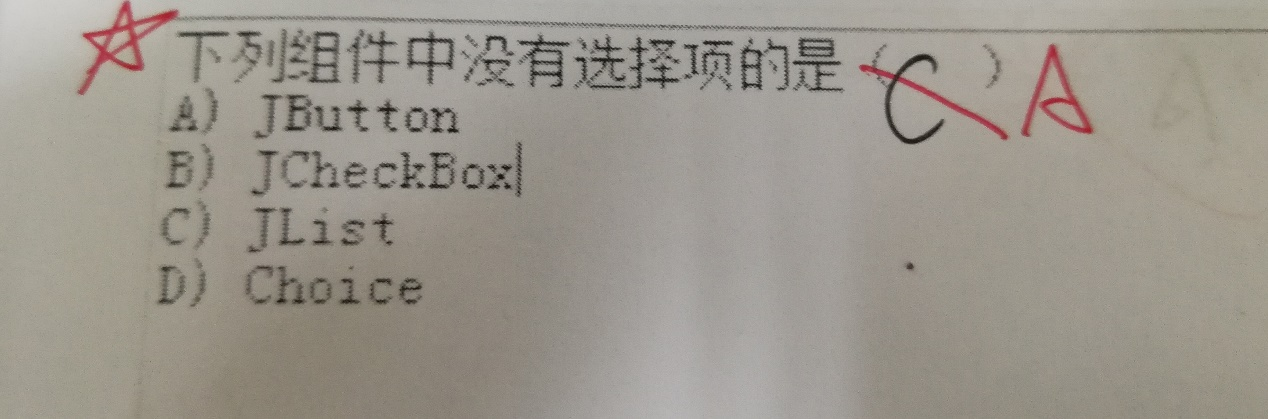 下列组件中没有选择项的是( C ) A
A) JButton
B) JCheckBox
C) JList
D) Choice